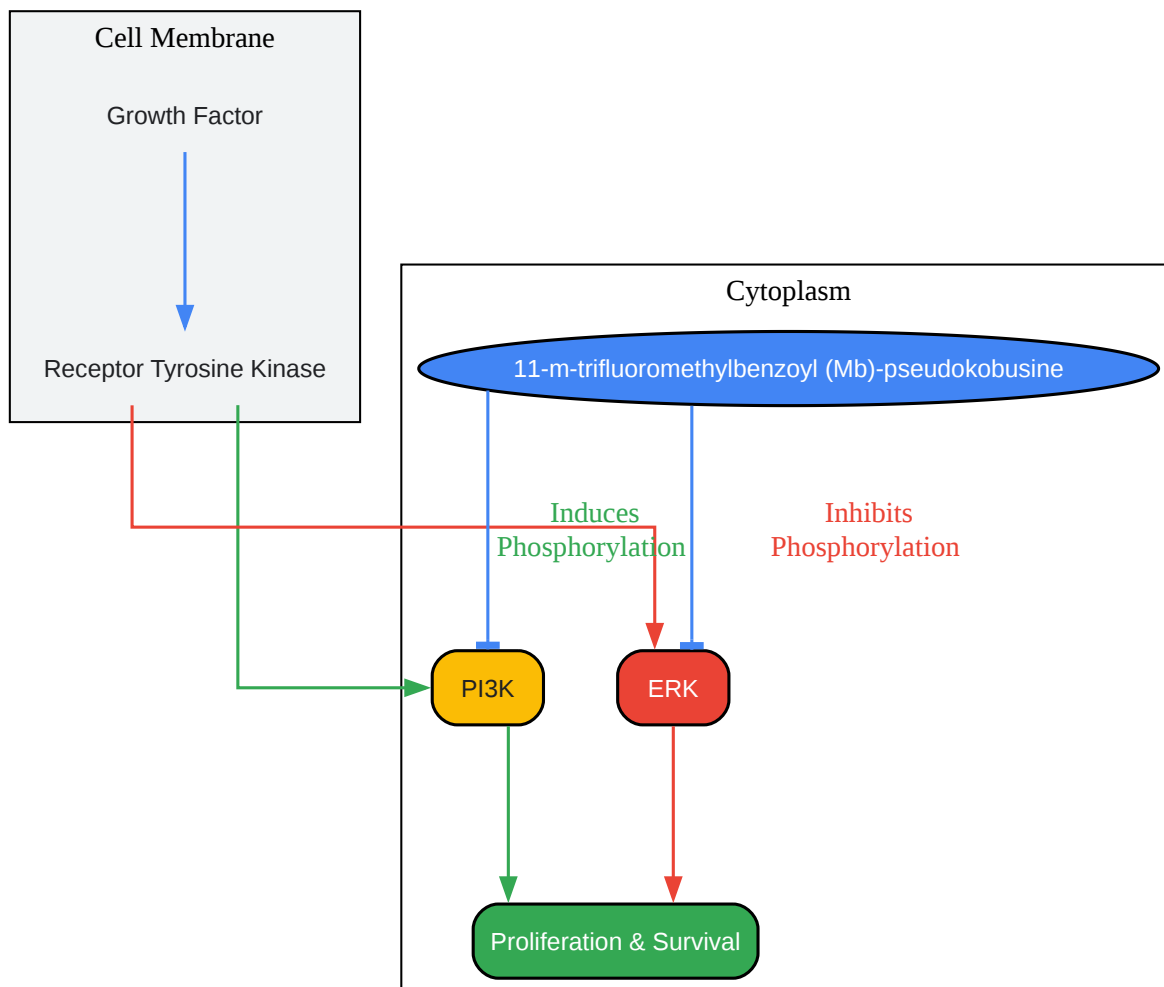 Cell Membrane
Growth Factor
Receptor Tyrosine Kinase
Cytoplasm
11-m-trifluoromethylbenzoyl (Mb)-pseudokobusine
Induces
Phosphorylation
Inhibits
Phosphorylation
PI3K
ERK
Proliferation & Survival